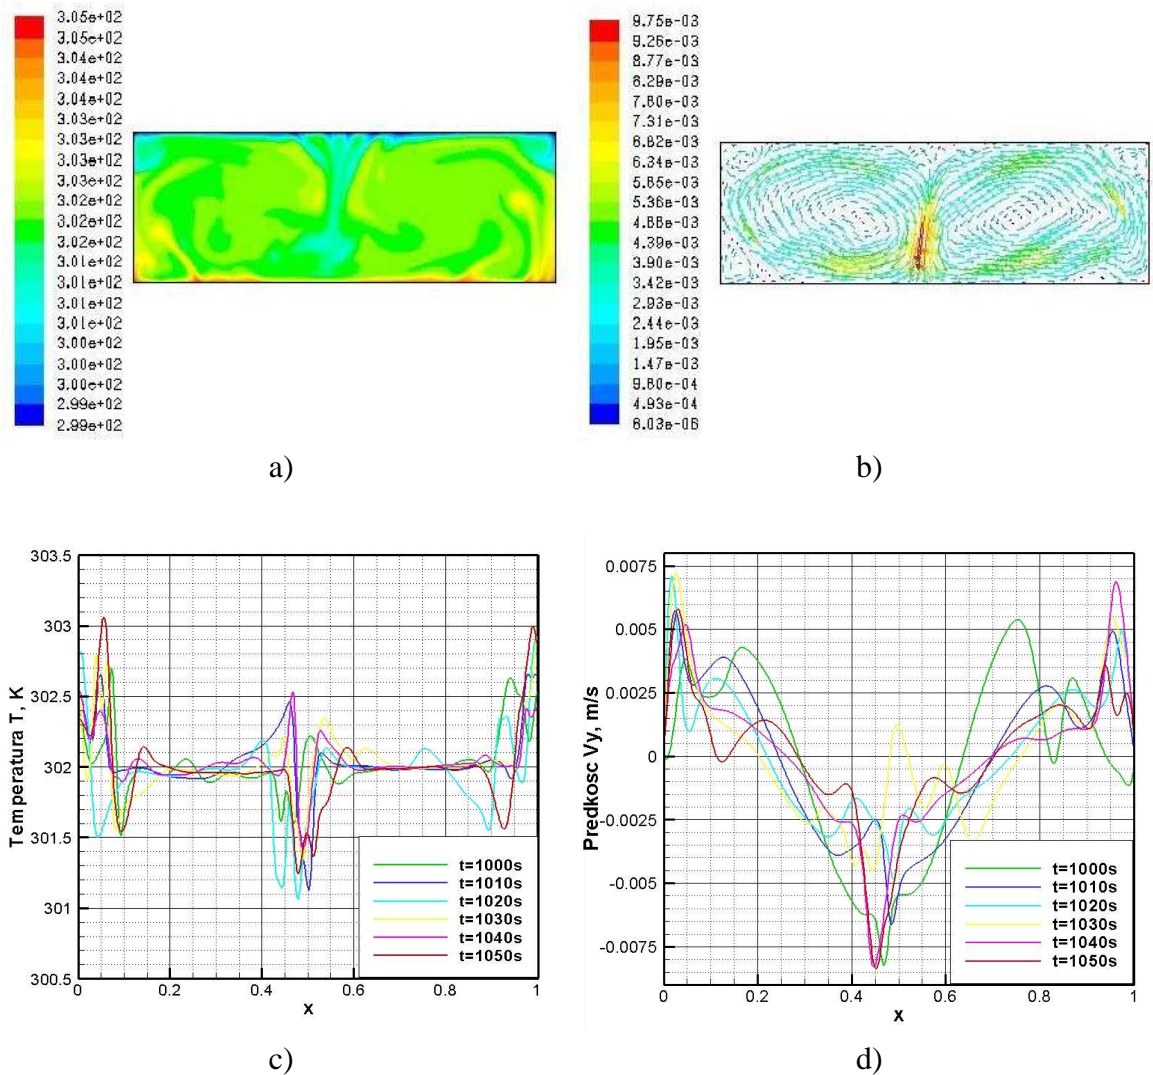 3.05e+02
3.05e+02
3.04e+02
3.04e+02
3.04e+02
3.03e+02
3.03e+02
3.03e+02
3.03e+02
3.02e+02
3.02e+02
3.02e+02
3.01e+02
3.01e+02
3.01e+02
3.01e+02
3.00e+02
3.00e+02
3.00e+02
2.99e+02
2.99e+02
a)
9.75e-03
9.26e-03
8.77e-03
8.29e-03
7.80e-03
7.31e-03
6.82e-03
6.34e-03
5.85e-03
5.36e-03
4.88e-03
4.39e-03
3.90e-03
3.42e-03
2.93e-03
2.44e-03
1.95e-03
1.47e-03
9.80e-04
4.93e-04
6.03e-06
b)
303.5
303
302.5
302
301.5
301
300.5
Temperatura T, K
0
0.2
0.4
0.6
0.8
1
x
t=1000s
t=1010s
t=1020s
t=1030s
t=1040s
t=1050s
c)
0.0075
0.005
0.0025
0
-0.0025
-0.005
-0.0075
Predkosc Vy, m/s
0
0.2
0.4
0.6
0.8
1
x
t=1000s
t=1010s
t=1020s
t=1030s
t=1040s
t=1050s
d)